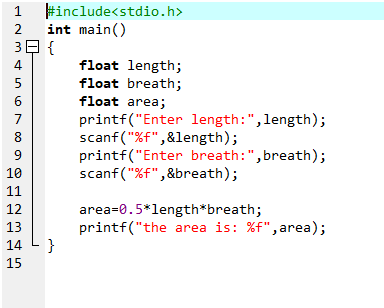 1 #include<stdio.h>
2 int main()
3 {
4 float length;
5 float breath;
6 float area;
7 printf("Enter length:",length);
8 scanf("%f",&length);
9 printf("Enter breath:",breath);
10 scanf("%f",&breath);
11
12 area=0.5*length*breath;
13 printf("the area is: %f",area);
14 }
15